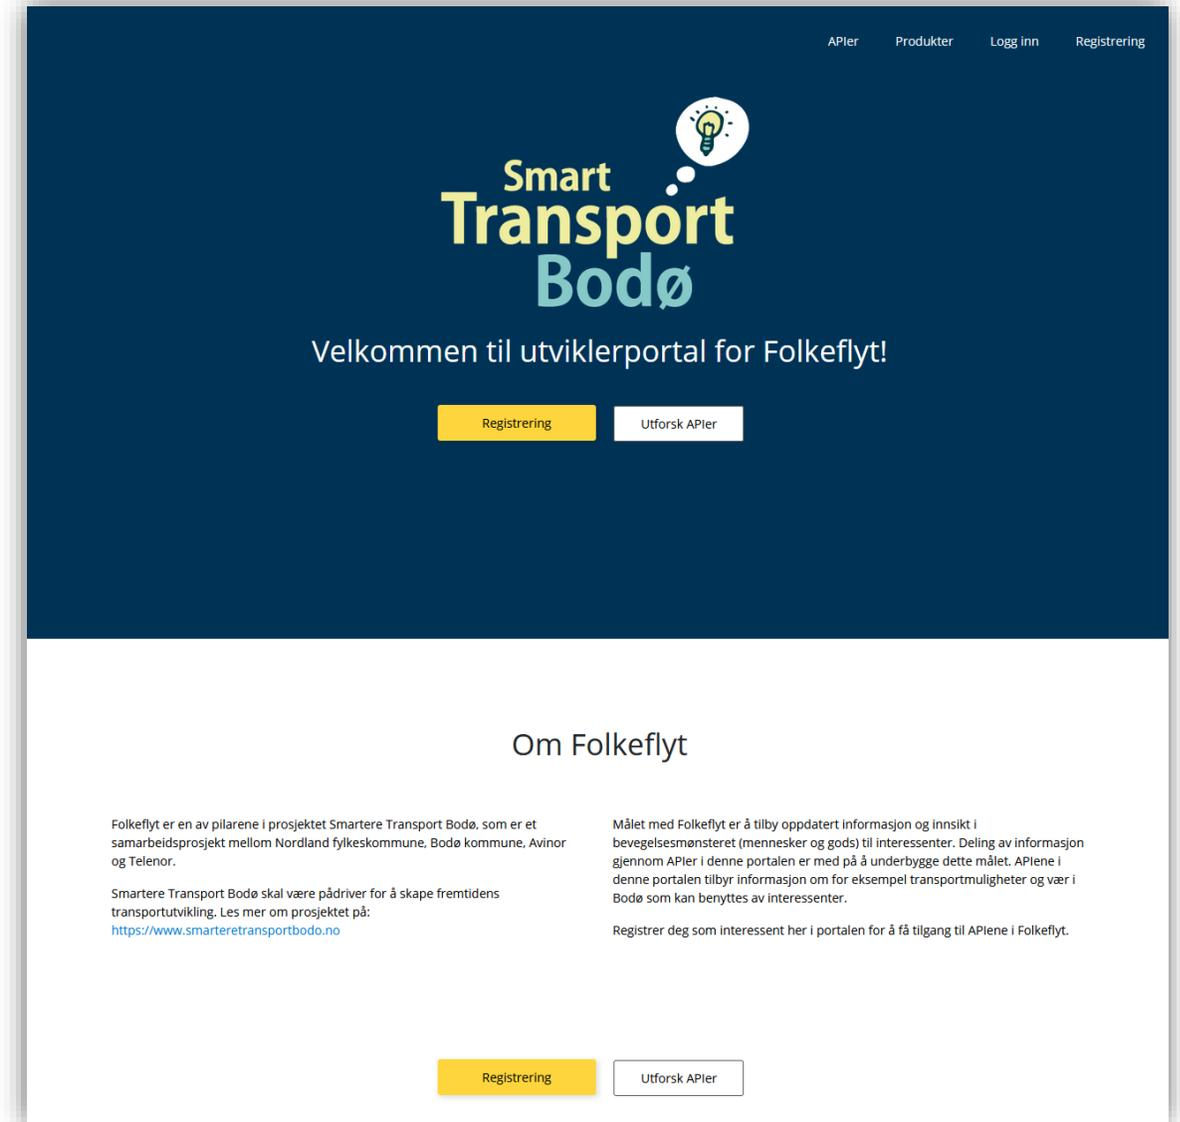 APIer Produkter Logg inn Registrering
Smart
Transport
Bodø
Velkommen til utviklerportal for Folkeflyt!
Registrering Utforsk APIer
Om Folkeflyt
Folkeflyt er en av pilarene i prosjektet Smartere Transport Bodø, som er et
samarbeidsprosjekt mellom Nordland fylkeskommune, Bodø kommune, Avinor
og Telenor.
Smartere Transport Bodø skal være pådriver for å skape fremtidens
transportutvikling. Les mer om prosjektet på:
https://www.smarteretransportbodo.no
Målet med Folkeflyt er å tilby oppdatert informasjon og innsikt i
bevegelsesmønsteret (mennesker og gods) til interessenter. Deling av informasjon
gjennom APIer i denne portalen er med på å underbygge dette målet. APIene i
denne portalen tilbyr informasjon om for eksempel transportmuligheter og vær i
Bodø som kan benyttes av interessenter.
Registrer deg som interessent her i portalen for å få tilgang til APIene i Folkeflyt.
Registrering Utforsk APIer